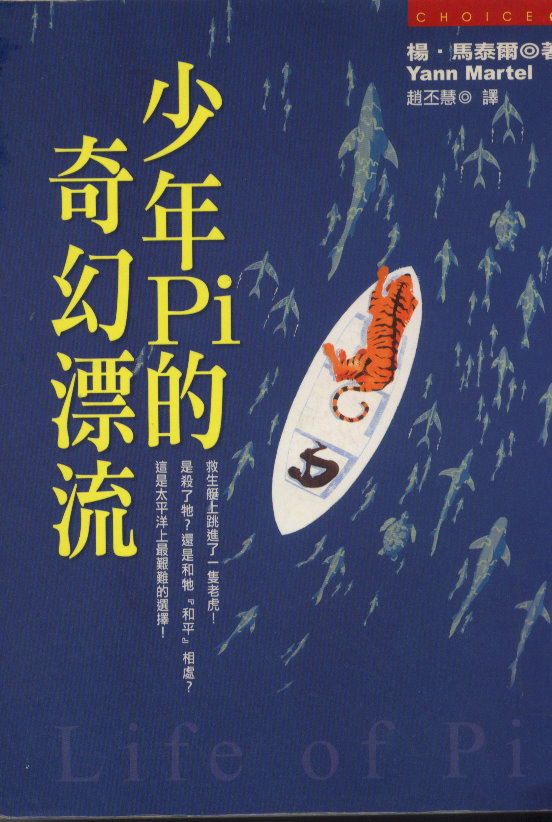 CHOICE
楊·馬泰爾◎著
Yann Martel
趙丕慧◎ 譯
少年Pi的
奇幻漂流
救生艇上跳進了一隻老虎！
是殺了牠？還是和牠『和平』相處？
這是太平洋上最艱難的選擇！
Life of Pi